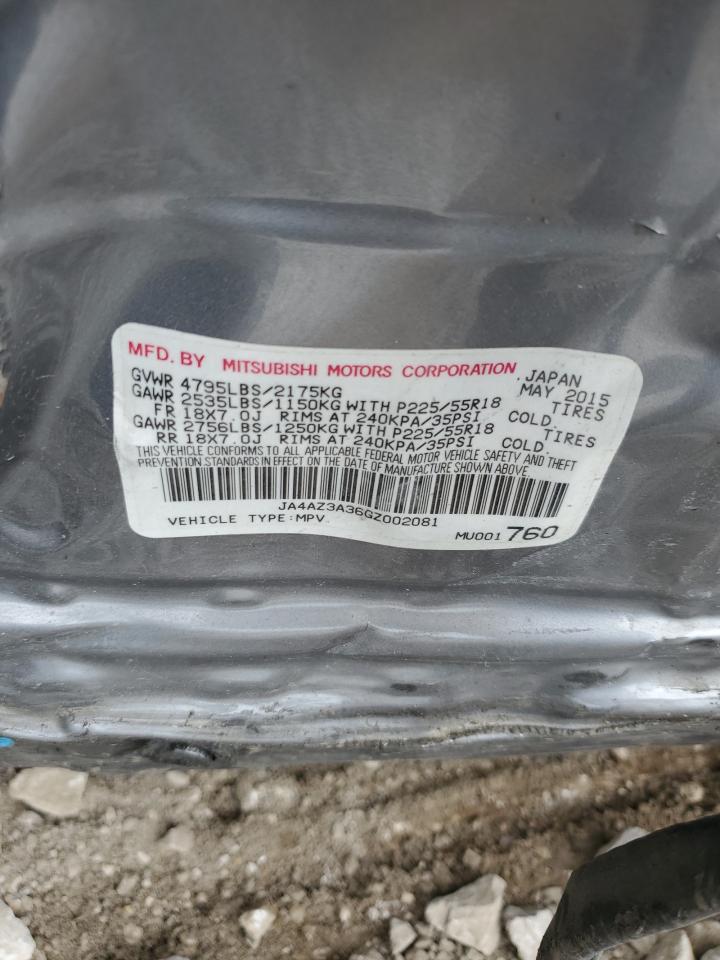 MFD. BY MITSUBISHI MOTORS CORPORATION JAPAN
GVWR 4795LBS/2175KG MAY 2015
GAWR 2535LBS/1150KG WITH P225/55R18 TIRES
FR 18X7.0J RIMS AT 240KPA/35PSI COLD.
GAWR 2756LBS/1250KG WITH P225/55R18 TIRES
RR 18X7.0J RIMS AT 240KPA/35PSI COLD.
THIS VEHICLE CONFORMS TO ALL APPLICABLE FEDERAL MOTOR VEHICLE SAFETY AND THEFT
PREVENTION STANDARDS IN EFFECT ON THE DATE OF MANUFACTURE SHOWN ABOVE.
JA4AZ3A36GZ002081
VEHICLE TYPE:MPV MU001 760